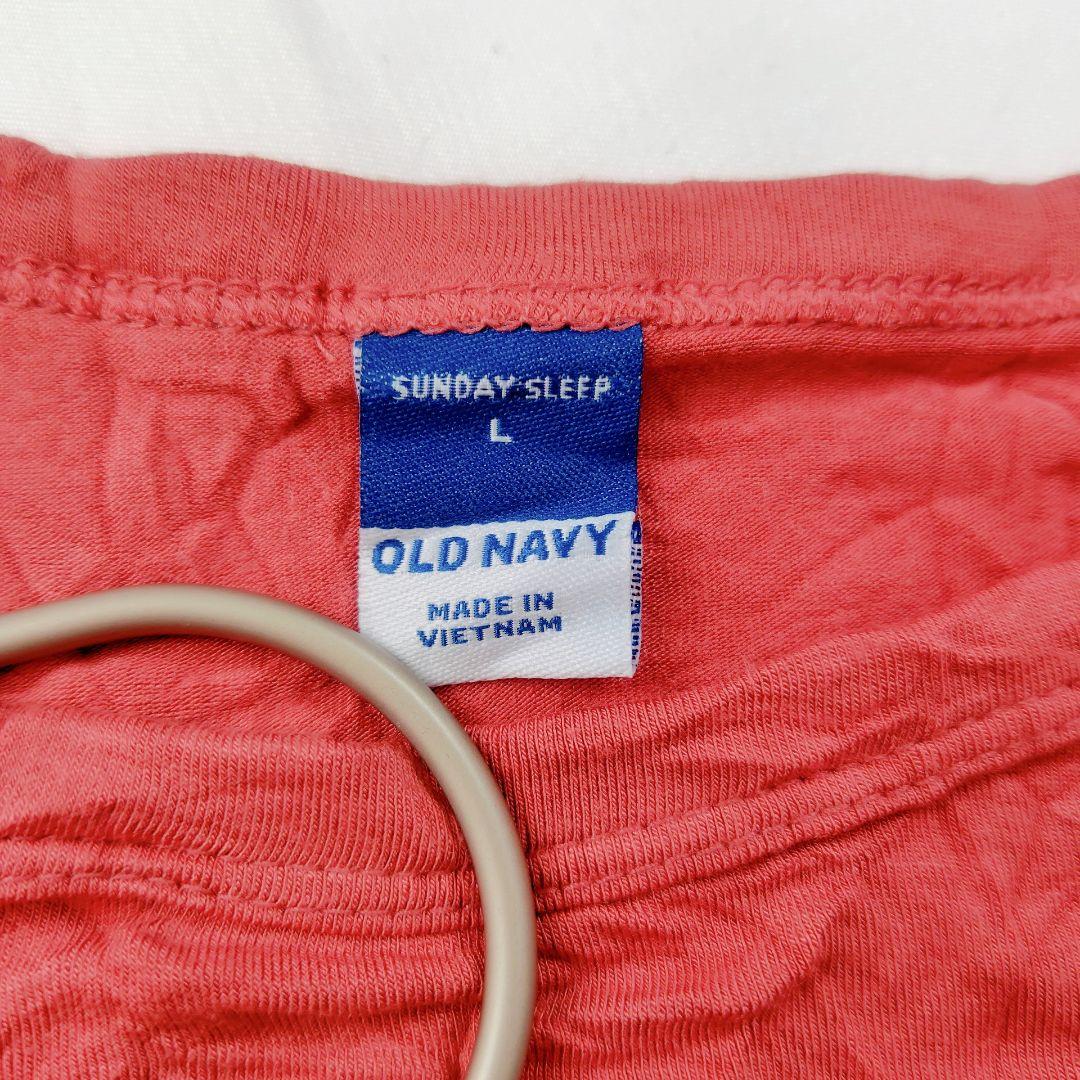 SUNDAY SLEEP
L
OLD NAVY
MADE IN
VIETNAM